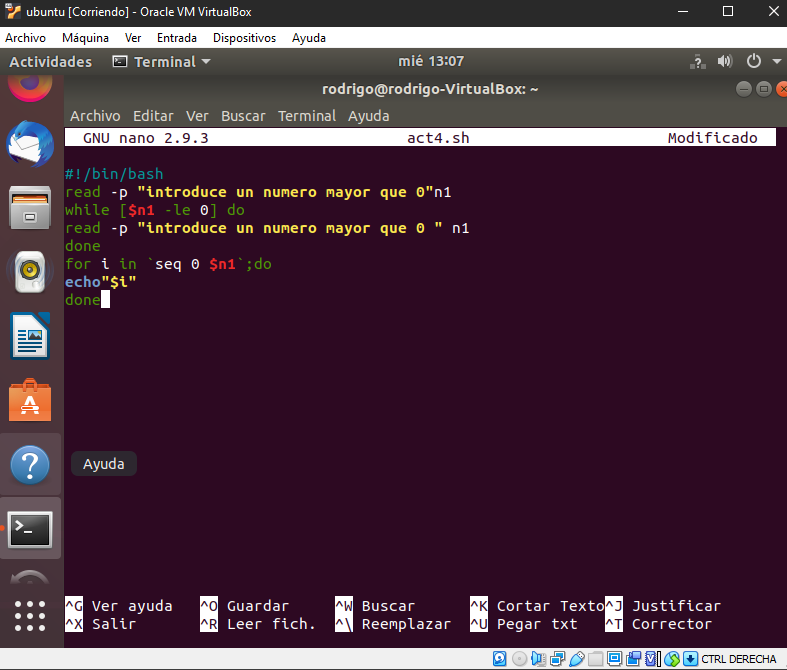 ubuntu [Corriendo] - Oracle VM VirtualBox
Archivo Máquina Ver Entrada Dispositivos Ayuda
Actividades Terminal mié 13:07
rodrigo@rodrigo-VirtualBox: ~
Archivo Editar Ver Buscar Terminal Ayuda
GNU nano 2.9.3 act4.sh Modificado
#!/bin/bash
read -p "introduce un numero mayor que 0"n1
while [$n1 -le 0] do
read -p "introduce un numero mayor que 0 " n1
done
for i in `seq 0 $n1`;do
echo"$i"
done
Ayuda
^G Ver ayuda ^O Guardar ^W Buscar ^K Cortar Texto ^J Justificar
^X Salir ^R Leer fich. ^\ Reemplazar ^U Pegar txt ^T Corrector
CTRL DERECHA